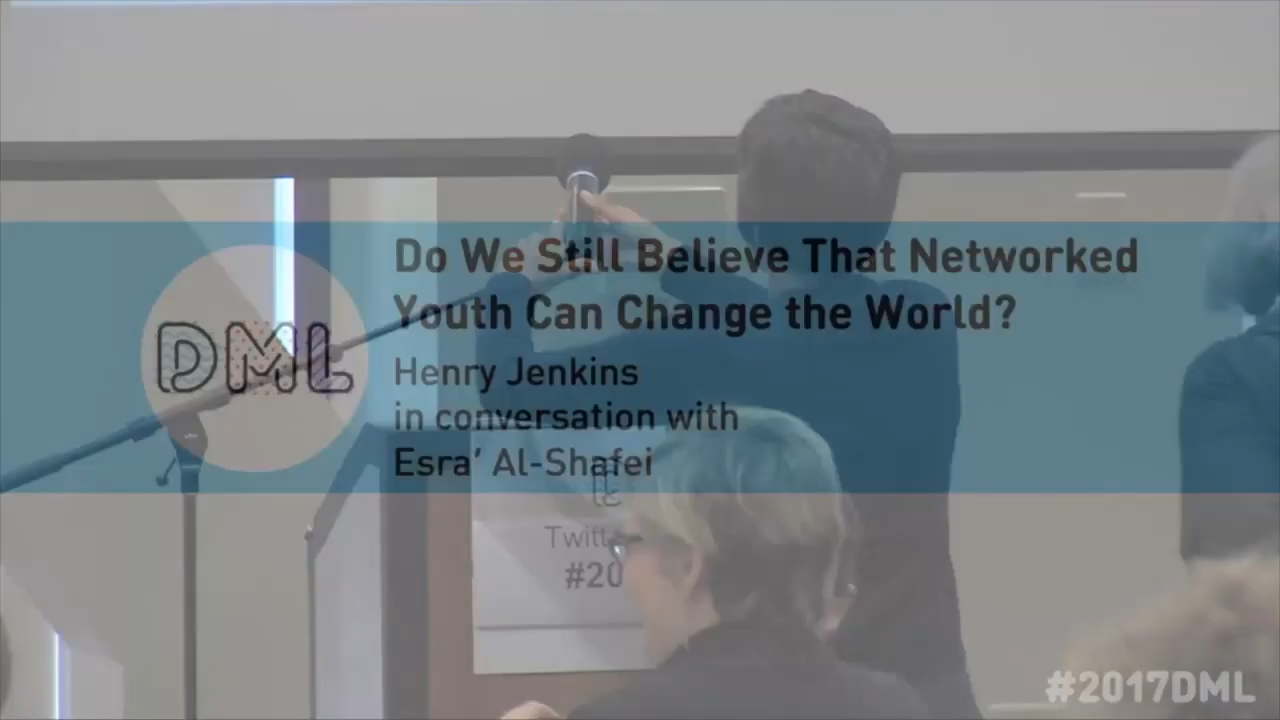 DML
Do We Still Believe That Networked
Youth Can Change the World?
Henry Jenkins
in conversation with
Esra’ Al-Shafei
#20
#2017DML